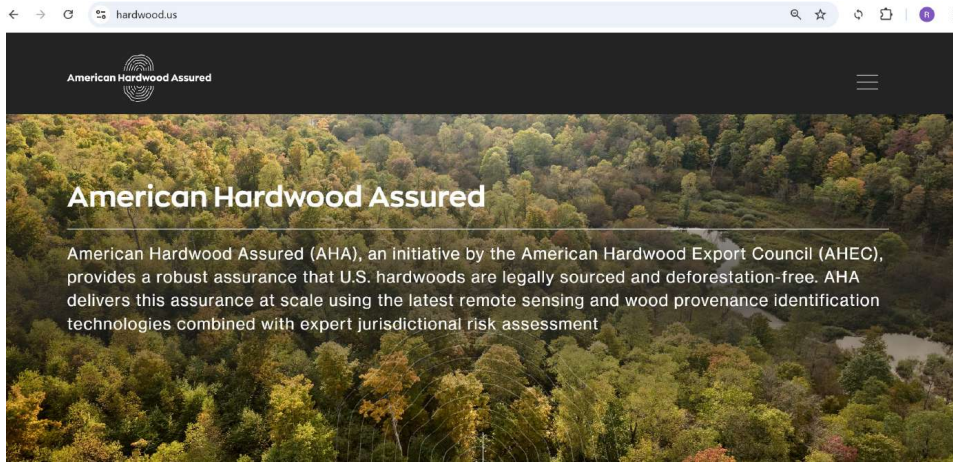 hardwood.us
R
American Hardwood Assured
American Hardwood Assured
American Hardwood Assured (AHA), an initiative by the American Hardwood Export Council (AHEC),
provides a robust assurance that U.S. hardwoods are legally sourced and deforestation-free. AHA
delivers this assurance at scale using the latest remote sensing and wood provenance identification
technologies combined with expert jurisdictional risk assessment